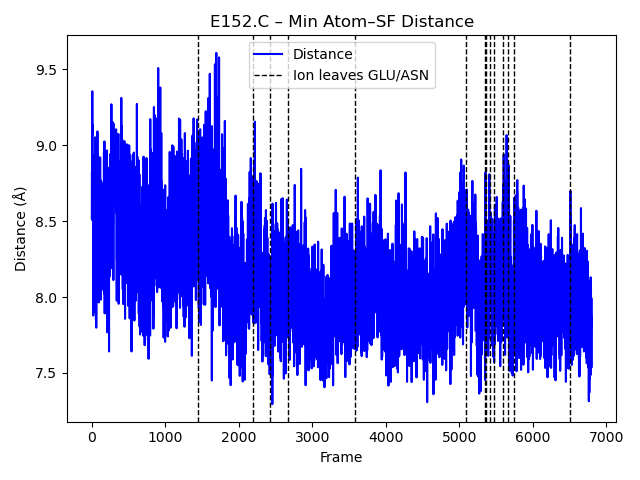 E152.C – Min Atom–SF Distance
Distance
Ion leaves GLU/ASN
Distance (Å)
9.5
9.0
8.5
8.0
7.5
0 1000 2000 3000 4000 5000 6000 7000
Frame